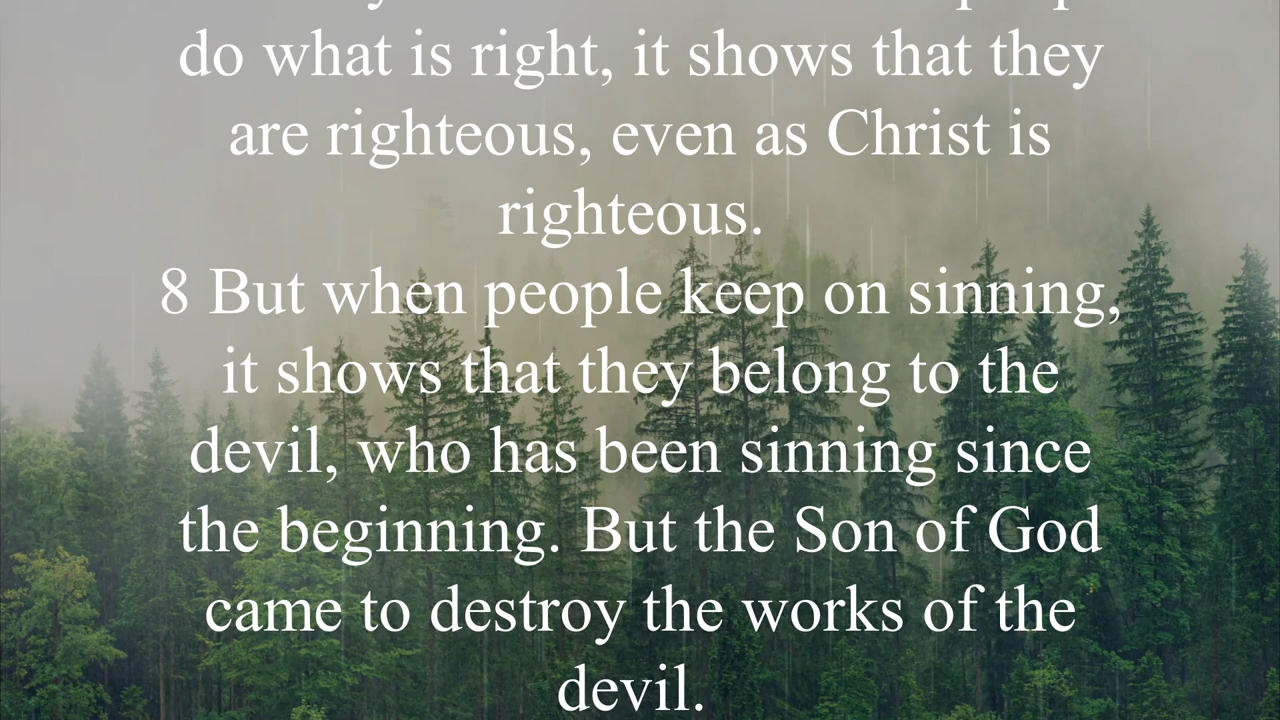 do what is right, it shows that they
are righteous, even as Christ is
righteous.
8 But when people keep on sinning,
it shows that they belong to the
devil, who has been sinning since
the beginning. But the Son of God
came to destroy the works of the
devil.